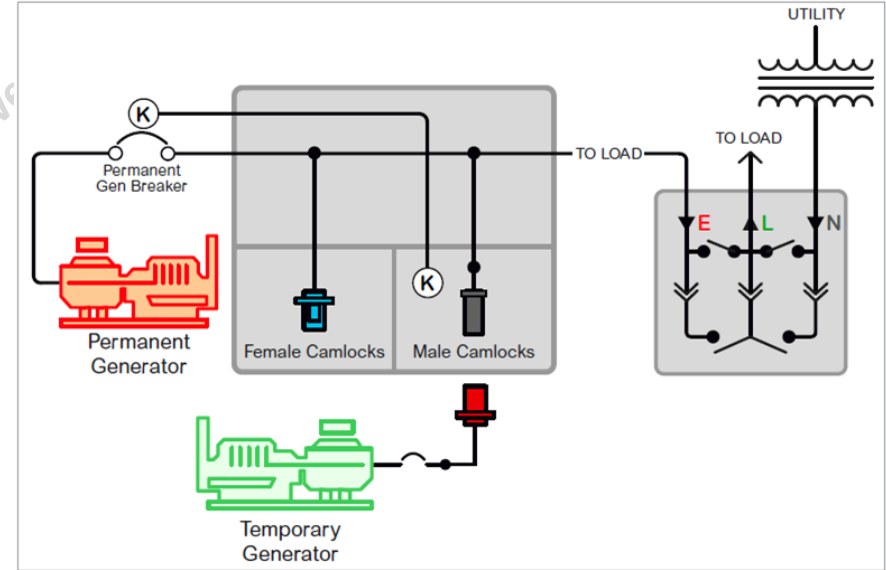 UTILITY
K
TO LOAD
Permanent
Gen Breaker
TO LOAD
E
L
N
K
Permanent
Generator
Female Camlocks
Male Camlocks
Temporary
Generator